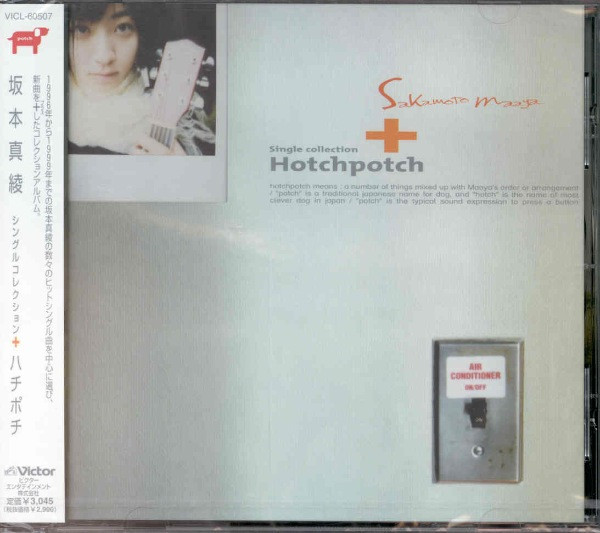 VICL-60507
potch
坂本真綾
シングルコレクション+ハチポチ
1996年から1999年までの坂本真綾の数々のヒットシングル曲を中心に選び、
新曲を+したコレクションアルバム。
Victor
ビクター
エンタテインメント
株式会社
定価¥3,045
(税抜価格¥2,900)
Sakamoto Maaya
+
Single collection
Hotchpotch
hotchpotch means : a number of things mixed up with Maaya's order or arrangement
/ "potch" is a traditional japanese name for dog, and "hotch" is the name of most
clever dog in japan / "potch" is the typical sound expression to press a button
AIR
CONDITIONER
ON/OFF